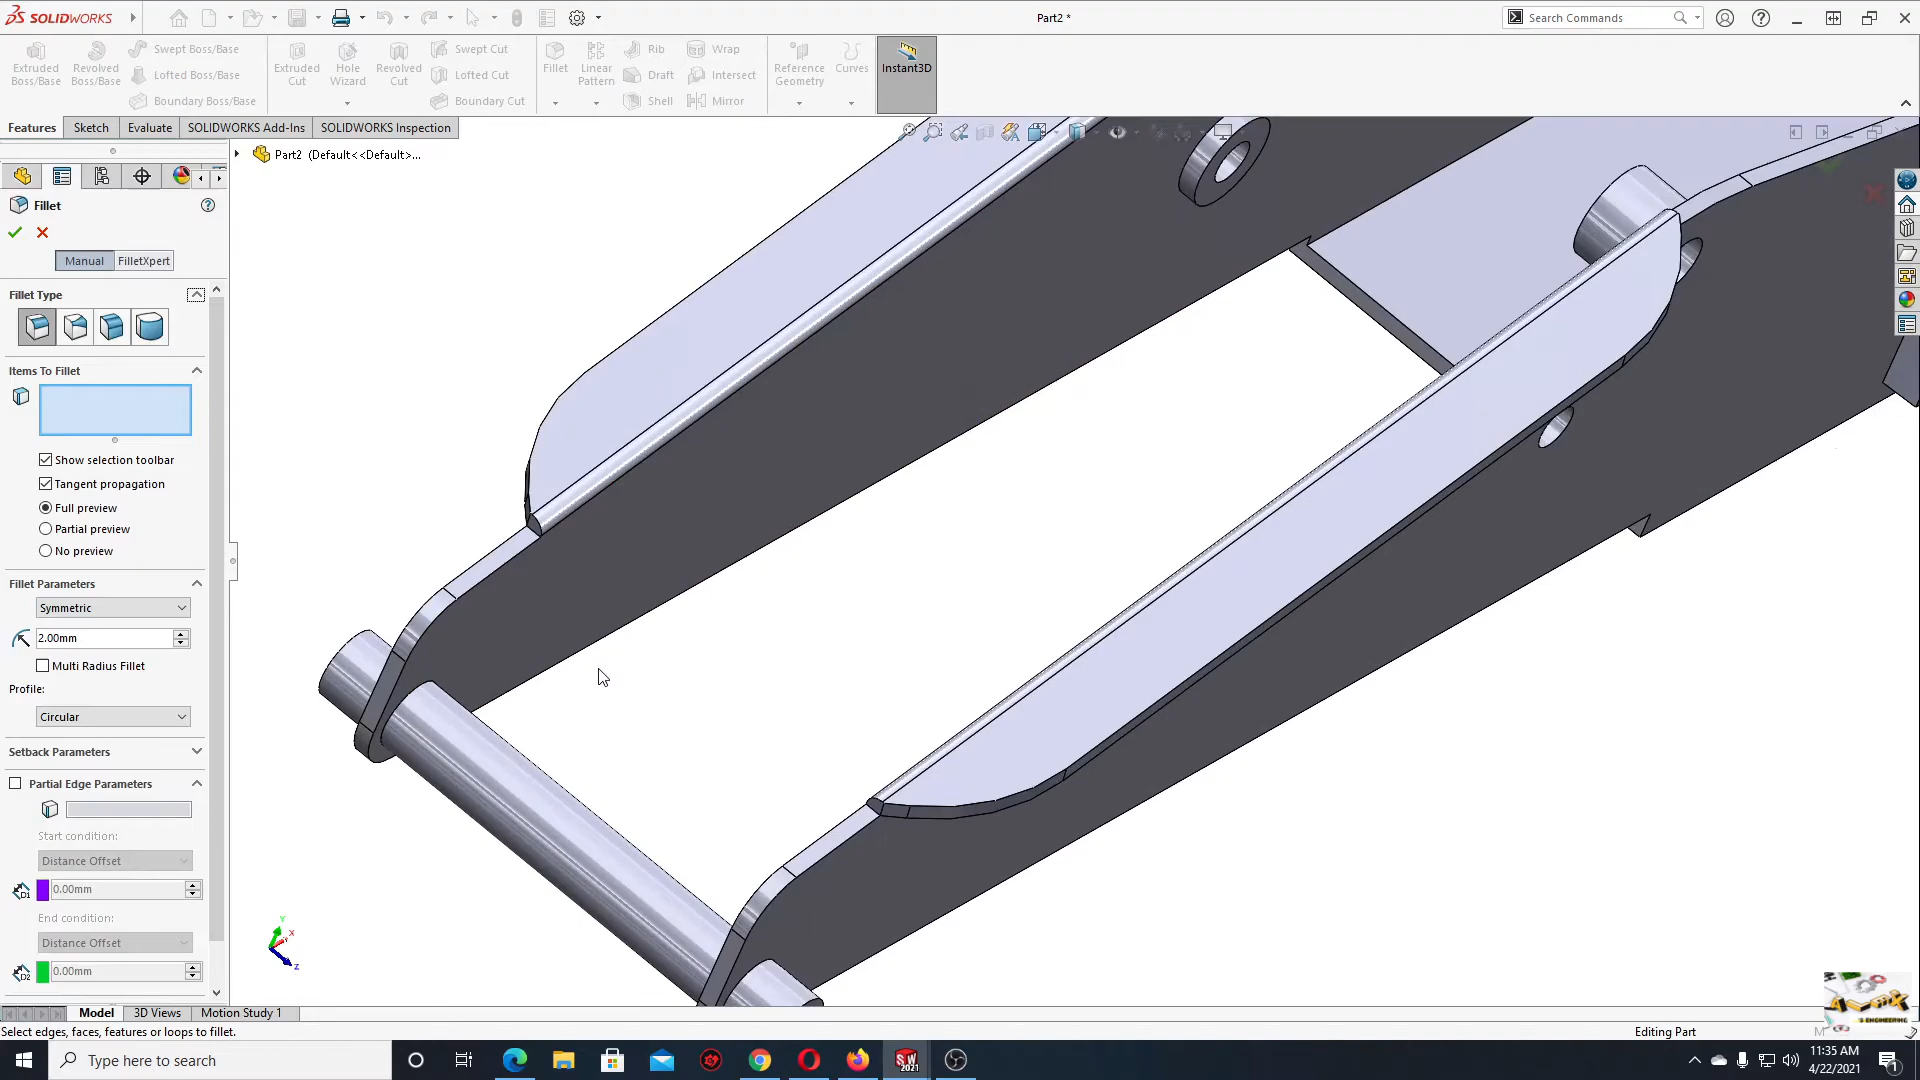 SOLIDWORKS
Part2 *
Search Commands
Extruded Boss/Base
Revolved Boss/Base
Swept Boss/Base
Lofted Boss/Base
Boundary Boss/Base
Extruded Cut
Hole Wizard
Revolved Cut
Swept Cut
Lofted Cut
Boundary Cut
Fillet
Linear Pattern
Rib
Draft
Shell
Wrap
Intersect
Mirror
Reference Geometry
Curves
Instant3D
Features
Sketch
Evaluate
SOLIDWORKS Add-Ins
SOLIDWORKS Inspection
Part2 (Default<<Default>...
Fillet
Manual
FilletXpert
Fillet Type
Items To Fillet
Show selection toolbar
Tangent propagation
Full preview
Partial preview
No preview
Fillet Parameters
Symmetric
2.00mm
Multi Radius Fillet
Profile:
Circular
Setback Parameters
Partial Edge Parameters
Start condition:
Distance Offset
0.00mm
End condition:
Distance Offset
0.00mm
Y
X
Z
Model
3D Views
Motion Study 1
Select edges, faces, features or loops to fillet.
Editing Part
Type here to search
11:35 AM
4/22/2021